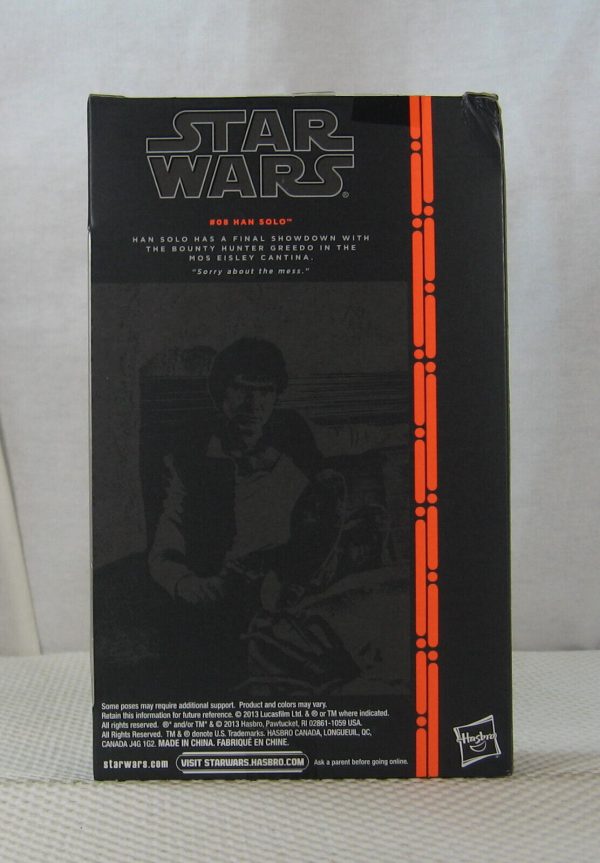 STAR
WARS®
#08 HAN SOLO™
HAN SOLO HAS A FINAL SHOWDOWN WITH
THE BOUNTY HUNTER GREEDO IN THE
MOS EISLEY CANTINA.
"Sorry about the mess."
Some poses may require additional support. Product and colors may vary.
Retain this information for future reference. © 2013 Lucasfilm Ltd. & ® or TM where indicated.
All rights reserved. ®* and/or TM* & © 2013 Hasbro, Pawtucket, RI 02861-1059 USA.
All Rights Reserved. TM & ® denote U.S. Trademarks. HASBRO CANADA, LONGUEUIL, QC,
CANADA J4G 1G2. MADE IN CHINA. FABRIQUÉ EN CHINE.
starwars.com VISIT STARWARS.HASBRO.COM Ask a parent before going online.
Hasbro